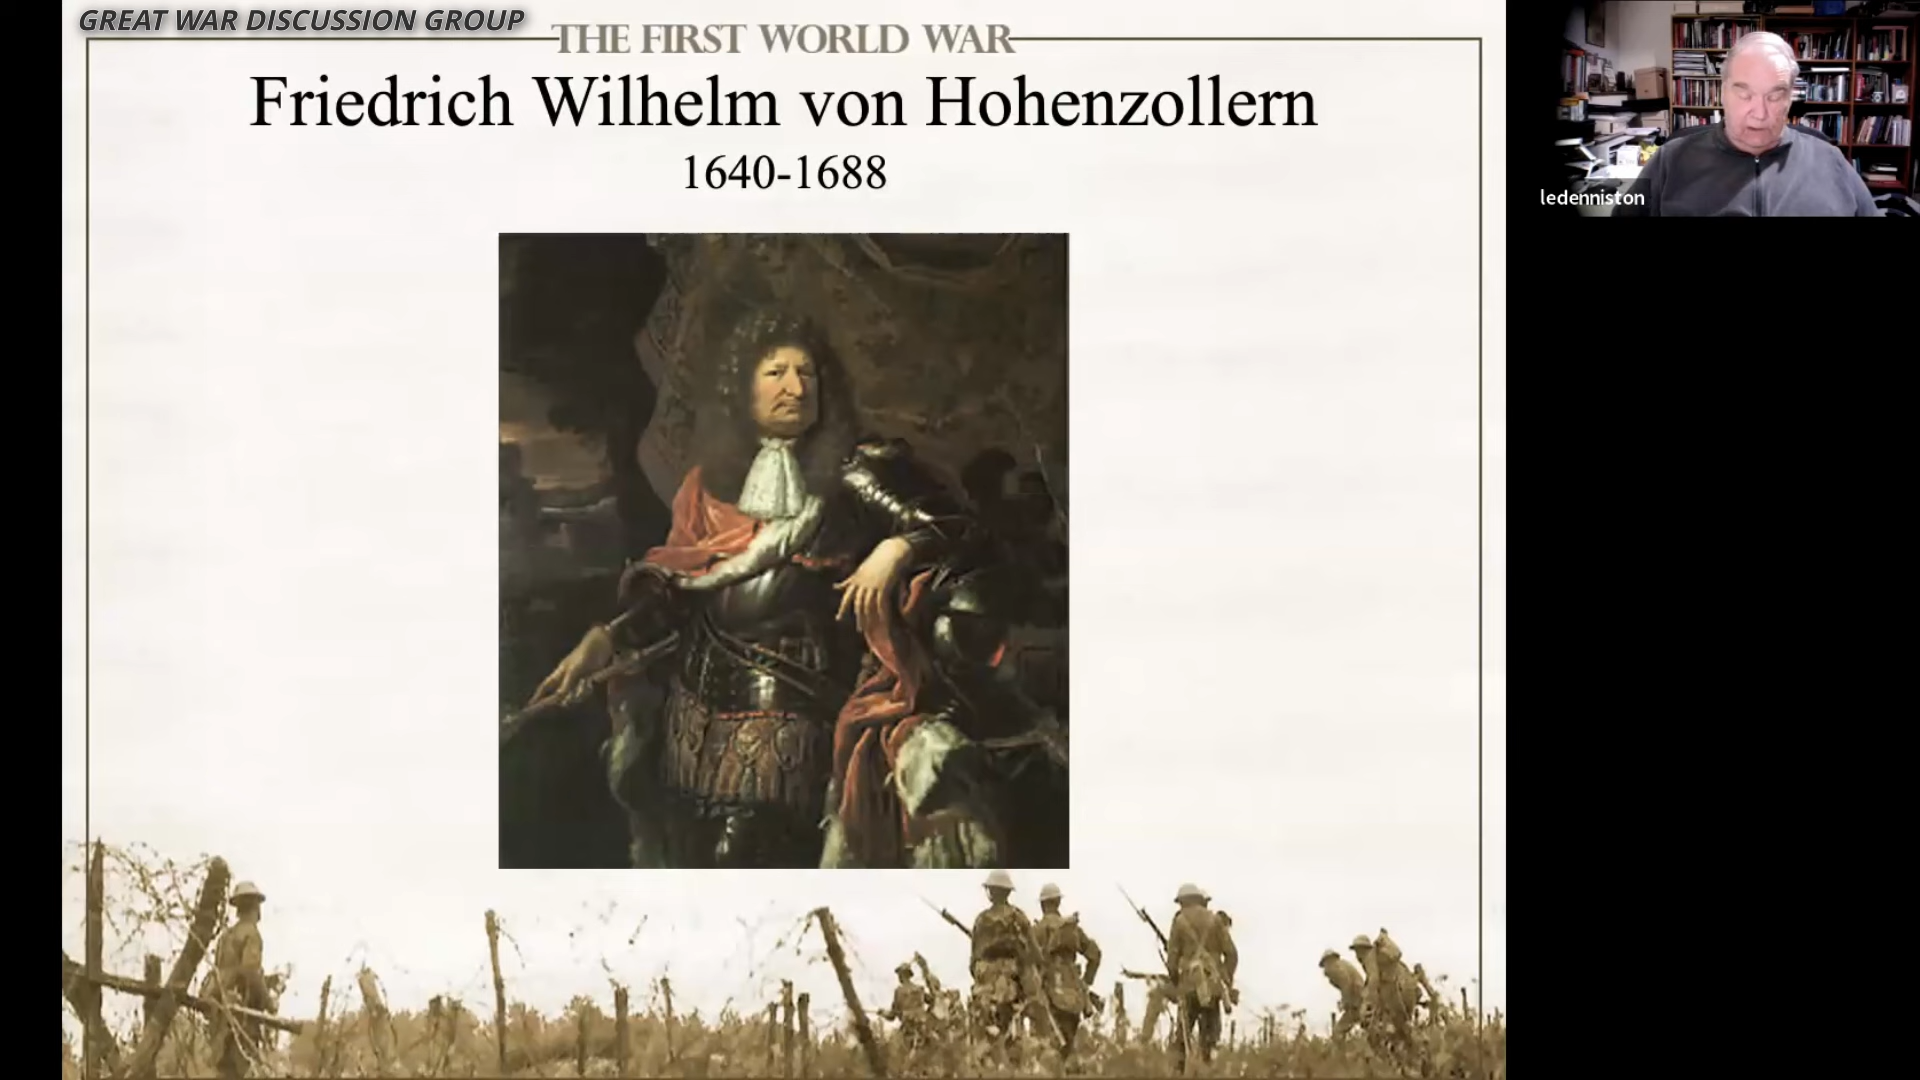 GREAT WAR DISCUSSION GROUP
THE FIRST WORLD WAR
Friedrich Wilhelm von Hohenzollern
1640-1688
ledenniston